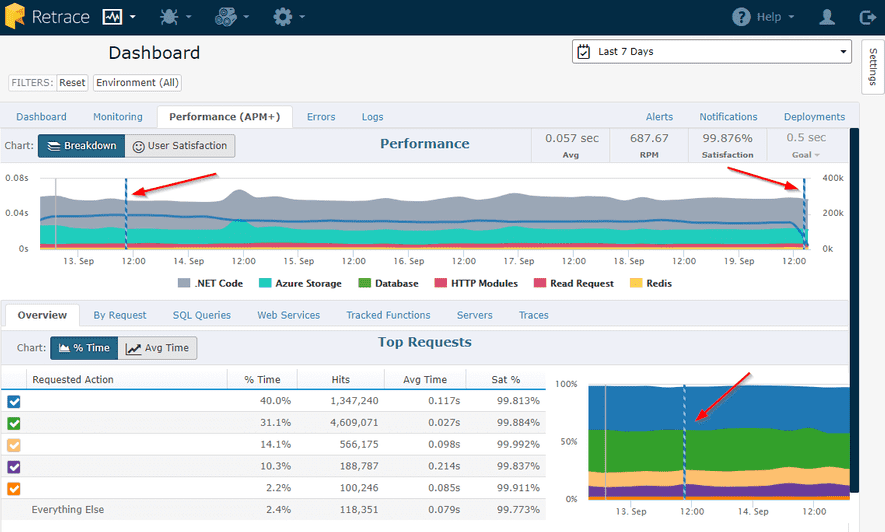 Retrace Help
Dashboard Last 7 Days
Settings
FILTERS: Reset Environment (All)
Dashboard Monitoring Performance (APM+) Errors Logs Alerts Notifications Deployments
Chart: Breakdown User Satisfaction Performance
0.057 sec 687.67 99.876% 0.5 sec
Avg RPM Satisfaction Goal
0.08s 400k
0.04s 200k
0s 0k
13. Sep 12:00 14. Sep 12:00 15. Sep 12:00 16. Sep 12:00 17. Sep 12:00 18. Sep 12:00 19. Sep 12:00
.NET Code Azure Storage Database HTTP Modules Read Request Redis
Overview By Request SQL Queries Web Services Tracked Functions Servers Traces
Chart: % Time Avg Time Top Requests
Requested Action % Time Hits Avg Time Sat %
40.0% 1,347,240 0.117s 99.813%
31.1% 4,609,071 0.027s 99.884%
14.1% 566,175 0.098s 99.992%
10.3% 188,787 0.214s 99.837%
2.2% 100,246 0.085s 99.911%
Everything Else 2.4% 118,351 0.079s 99.773%
100%
50%
0%
13. Sep 12:00 14. Sep 12:00